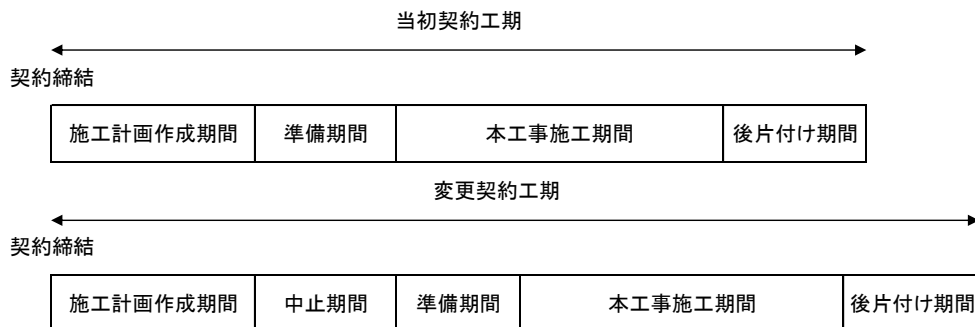 当初契約工期
契約締結
施工計画作成期間 準備期間 本工事施工期間 後片付け期間
変更契約工期
契約締結
施工計画作成期間 中止期間 準備期間 本工事施工期間 後片付け期間